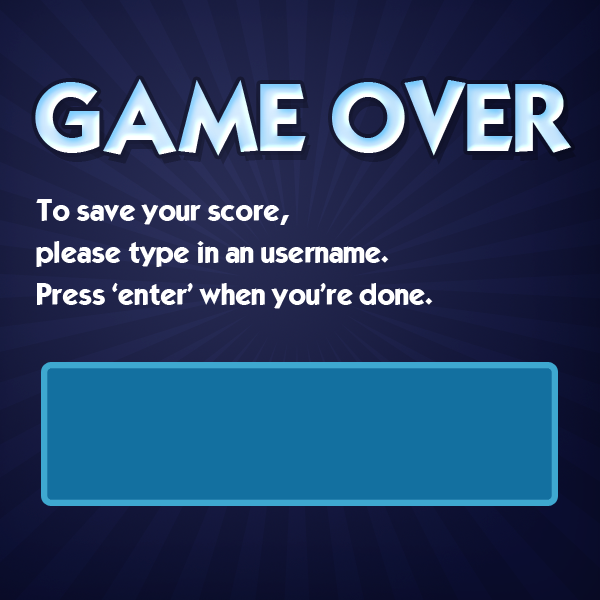 GAME OVER
To save your score,
please type in an username.
Press ‘enter’ when you’re done.